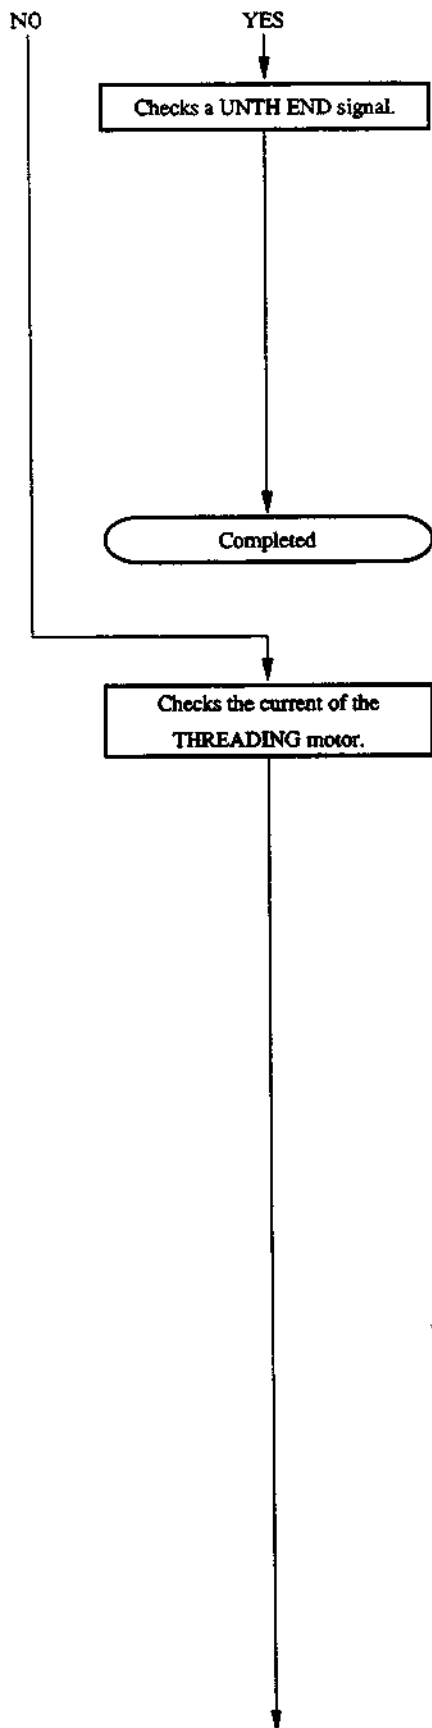 NO YES
Checks a UNTH END signal.
Completed
Checks the current of the
THREADING motor.